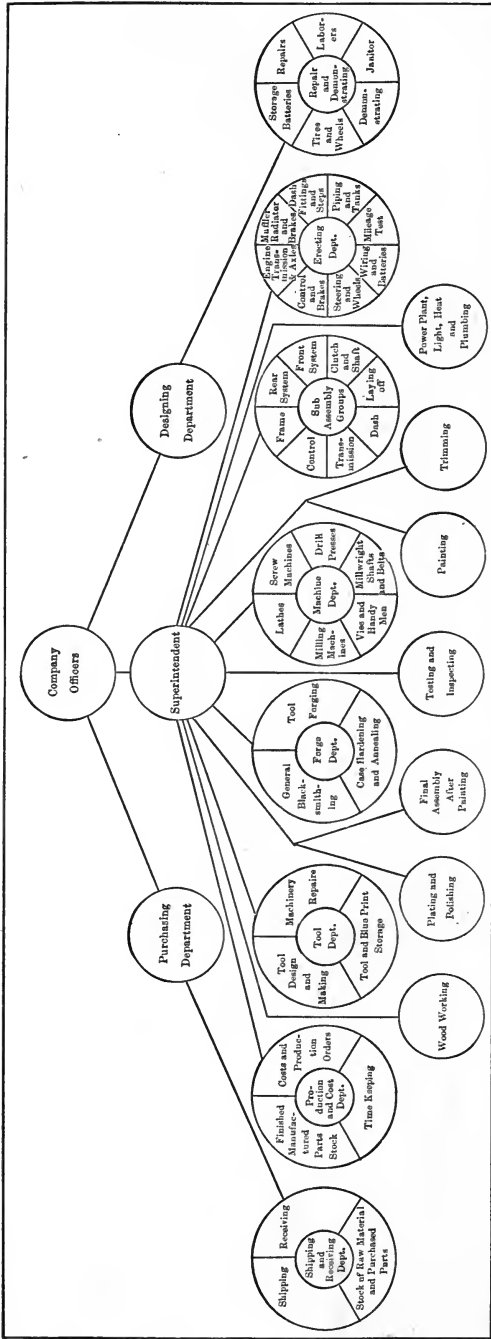 Company
Officers
Purchasing
Department
Designing
Department
Superintendent
Shipping
Receiving
Shipping
and
Receiving Dept.
Stock of Raw Material
and Purchased
Parts
Finished
Manufac-
tured
Parts
Stock
Costs and
Produc-
tion
Orders
Pro-
duction
and Cost
Dept.
Time Keeping
Tool
Design
and
Making
Machinery
Repairs
Tool
Dept.
Tool and Blue Print
Storage
General
Black-
smith-
ing
Tool
Forging
Forge
Dept.
Case Hardening
and Annealing
Lathes
Screw
Machines
Drill
Presses
Milling
Mach-
ines
Machine
Dept.
Vise and
Handy
Men
Millwright
Shafts
and Belts
Frame
Rear
System
Front
System
Control
Sub
Assembly
Groups
Clutch
and
Shaft
Trans-
mission
Dash
Laying
off
Engine
Trans-
mission
& Axles
Muffler
Radiator
and
Brakes
Dash
Fittings
and
Steps
Control
and
Brakes
Erecting
Dept.
Piping
and
Tanks
Steering
and
Wheels
Wiring
and
Batteries
Mileage
Test
Storage
Batteries
Repairs
Tires
and
Wheels
Repair
and
Demon-
strating
Labor-
ers
Demon-
strating
Janitor
Wood Working
Plating and
Polishing
Final
Assembly
After
Painting
Testing and
Inspecting
Painting
Trimming
Power Plant,
Light, Heat
and
Plumbing